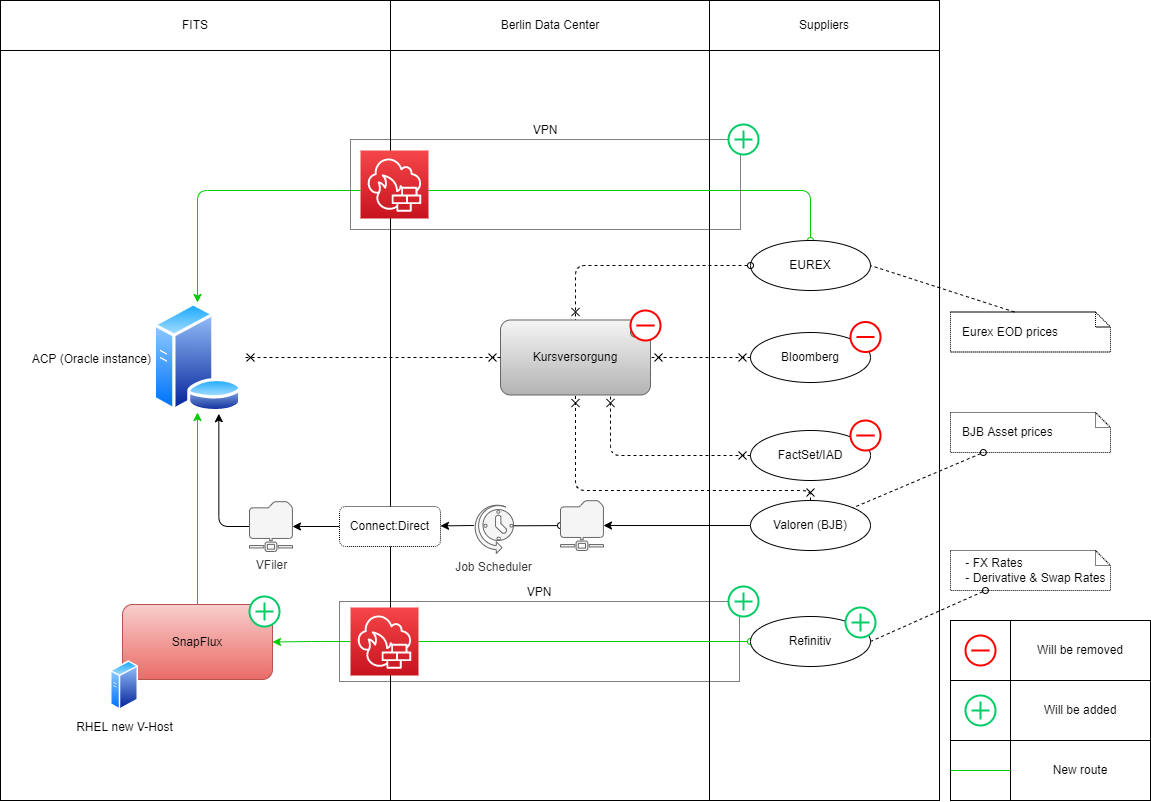 FITS
Berlin Data Center
Suppliers
VPN
EUREX
Eurex EOD prices
ACP (Oracle instance)
Kursversorgung
Bloomberg
BJB Asset prices
FactSet/IAD
Connect:Direct
Valoren (BJB)
VFiler
Job Scheduler
- FX Rates
- Derivative & Swap Rates
VPN
SnapFlux
Refinitiv
Will be removed
RHEL new V-Host
Will be added
New route